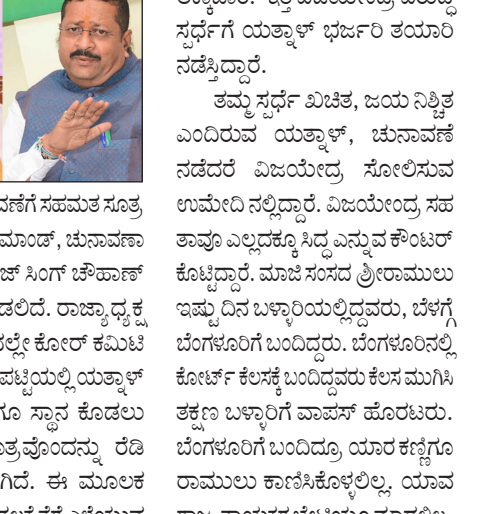 ವಣೆಗೆ ಸಹಮತ ಸೂತ್ರ
ಮಾಂಡ್, ಚುನಾವಣಾ
ಜ್ ಸಿಂಗ್ ಚೌಹಾಣ್
ಡಲಿದೆ. ರಾಜ್ಯಾಧ್ಯಕ್ಷ
ನಲ್ಲೇ ಕೋರ್ ಕಮಿಟಿ
ಪಟ್ಟಿಯಲ್ಲಿ ಯತ್ನಾಳ್
ಗೂ ಸ್ಥಾನ ಕೊಡಲು
ತ್ರವೊಂದನ್ನು ರೆಡಿ
ಗಿದೆ. ಈ ಮೂಲಕ
ಸ್ಪರ್ಧೆಗೆ ಯತ್ನಾಳ್ ಭರ್ಜರಿ ತಯಾರಿ
ನಡೆಸ್ತಿದ್ದಾರೆ.
ತಮ್ಮ ಸ್ಪರ್ಧೆ ಖಚಿತ, ಜಯ ನಿಶ್ಚಿತ
ಎಂದಿರುವ ಯತ್ನಾಳ್, ಚುನಾವಣೆ
ನಡೆದರೆ ವಿಜಯೇದ್ರ ಸೋಲಿಸುವ
ಉಮೇದಿ ನಲ್ಲಿದ್ದಾರೆ. ವಿಜಯೇಂದ್ರ ಸಹ
ತಾವೂ ಎಲ್ಲದಕ್ಕೂ ಸಿದ್ಧ ಎನ್ನುವ ಕೌಂಟರ್
ಕೊಟ್ಟಿದ್ದಾರೆ. ಮಾಜಿ ಸಂಸದ ಶ್ರೀರಾಮುಲು
ಇಷ್ಟು ದಿನ ಬಳ್ಳಾರಿಯಲ್ಲಿದ್ದವರು, ಬೆಳಗ್ಗೆ
ಬೆಂಗಳೂರಿಗೆ ಬಂದಿದ್ದರು. ಬೆಂಗಳೂರಿನಲ್ಲಿ
ಕೋರ್ಟ್ ಕೆಲಸಕ್ಕೆ ಬಂದಿದ್ದವರು ಕೆಲಸ ಮುಗಿಸಿ
ತಕ್ಷಣ ಬಳ್ಳಾರಿಗೆ ವಾಪಸ್ ಹೊರಟರು.
ಬೆಂಗಳೂರಿಗೆ ಬಂದಿದ್ರೂ ಯಾರ ಕಣ್ಣಿಗೂ
ರಾಮುಲು ಕಾಣಿಸಿಕೊಳ್ಳಲಿಲ್ಲ. ಯಾವ